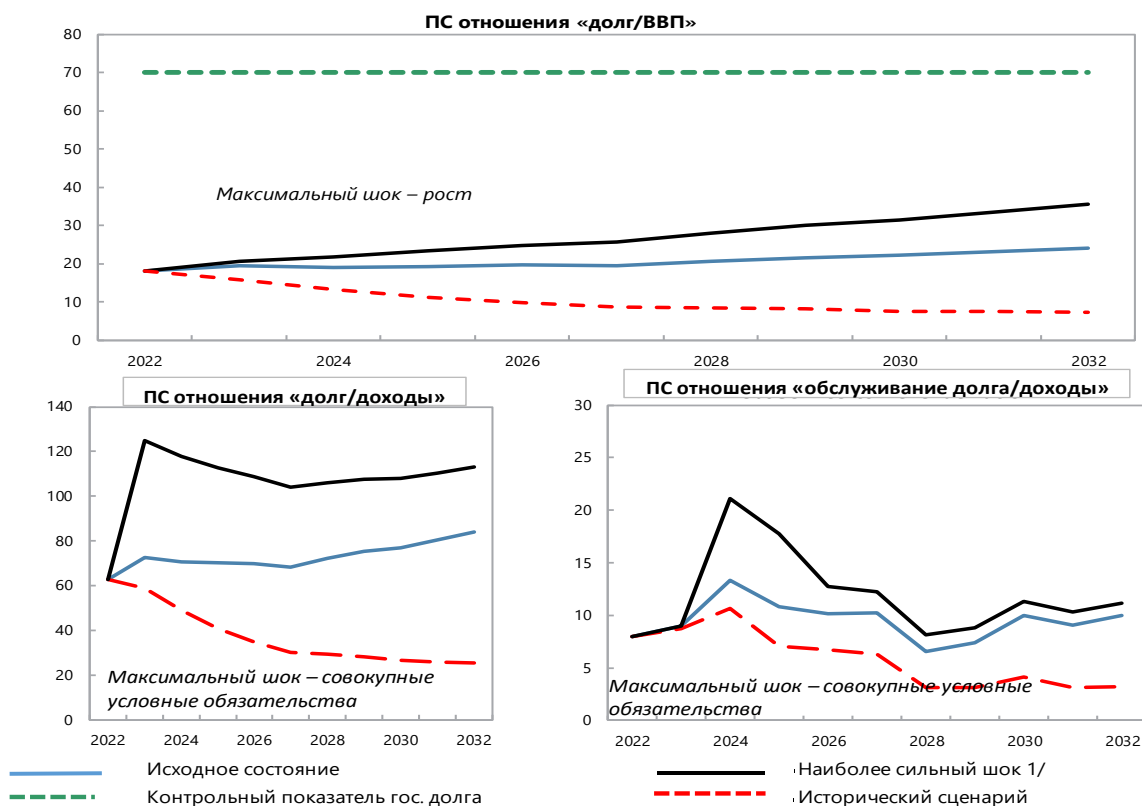 ПС отношения «долг/ВВП»
80
70
60
50
40
30
20
10
0
Максимальный шок – рост
2022 2024 2026 2028 2030 2032
ПС отношения «долг/доходы»
140
120
100
80
60
40
20
0
Максимальный шок – совокупные
условные обязательства
2022 2024 2026 2028 2030 2032
ПС отношения «обслуживание долга/доходы»
30
25
20
15
10
5
0
Максимальный шок – совокупные условные
обязательства
2022 2024 2026 2028 2030 2032
Исходное состояние
Наиболее сильный шок 1/
Контрольный показатель гос. долга
Исторический сценарий